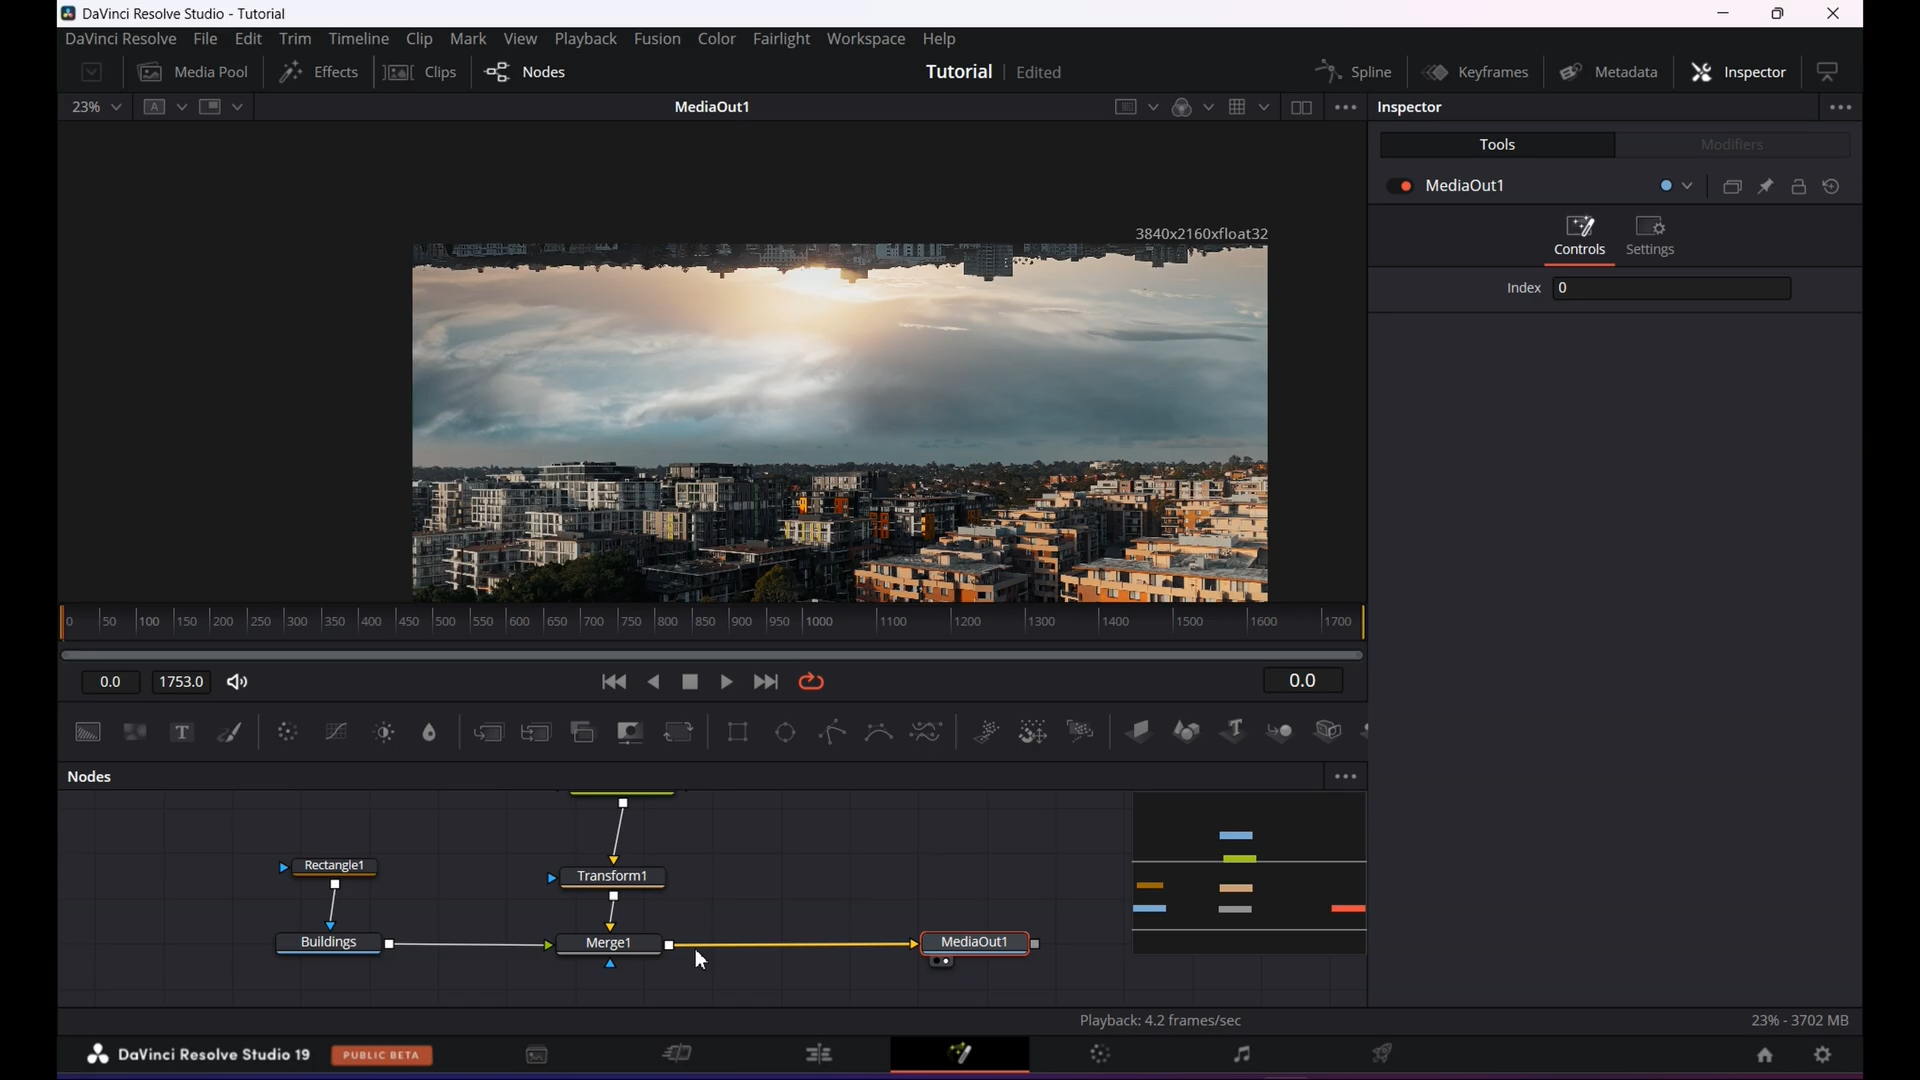 DaVinci Resolve Studio - Tutorial
DaVinci Resolve File Edit Trim Timeline Clip Mark View Playback Fusion Color Fairlight Workspace Help
Media Pool Effects Clips Nodes Tutorial Edited Spline Keyframes Metadata Inspector
23% A MediaOut1 Inspector
Tools Modifiers
MediaOut1
3840x2160xfloat32
Controls Settings
Index 0
0 50 100 150 200 250 300 350 400 450 500 550 600 650 700 750 800 850 900 950 1000 1100 1200 1300 1400 1500 1600 1700
0.0 1753.0 0.0
T T
Nodes
Rectangle1 Transform1
Buildings Merge1 MediaOut1
Playback: 4.2 frames/sec 23% - 3702 MB
DaVinci Resolve Studio 19 PUBLIC BETA